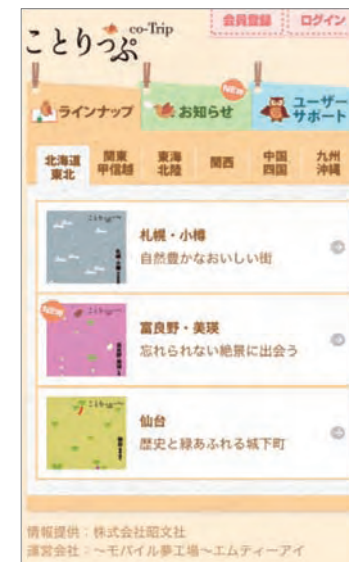 ことりっぷ co-Trip
会員登録 ログイン
ラインナップ
お知らせ
NEW
ユーザー
サポート
北海道
東北
関東
甲信越
東海
北陸
関西
中国
四国
九州
沖縄
札幌・小樽
自然豊かなおいしい街
NEW
富良野・美瑛
忘れられない絶景に出会う
仙台
歴史と緑あふれる城下町
情報提供：株式会社昭文社
運営会社：〜モバイル夢工場〜エムティーアイ